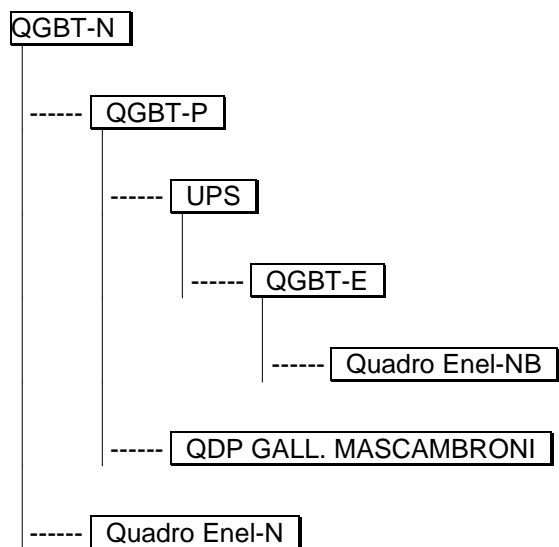 QGBT-N
------ QGBT-P
------ UPS
------ QGBT-E
------ Quadro Enel-NB
------ QDP GALL. MASCAMBRONI
------ Quadro Enel-N